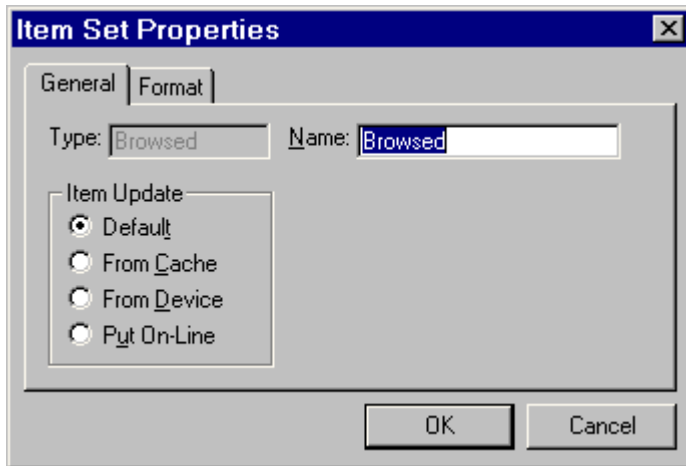 Item Set Properties
General Format
Type: Browsed Name: Browsed
Item Update
Default
From Cache
From Device
Put On-Line
OK Cancel